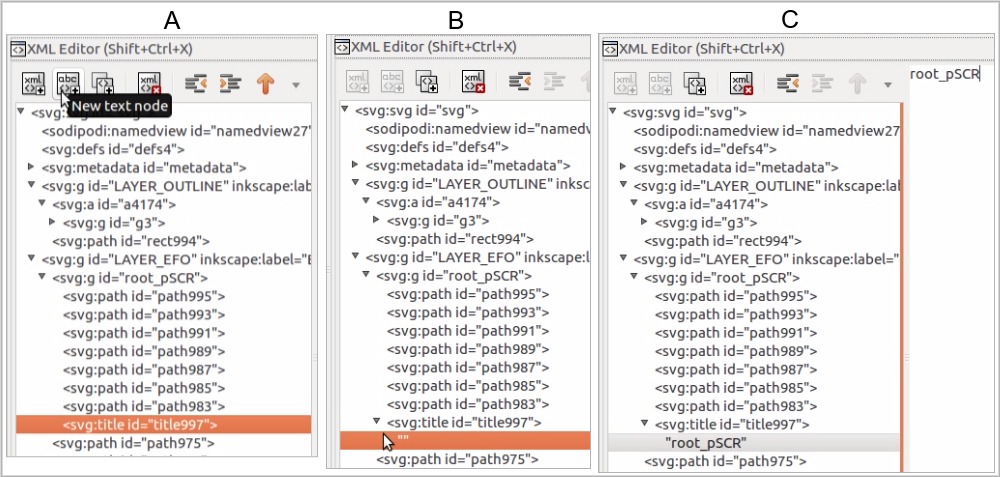 A
XML Editor (Shift+Ctrl+X)
xml
abc
xml
New text node
<svg:svg id="svg">
<sodipodi:namedview id="namedview27"
<svg:defs id="defs4">
<svg:metadata id="metadata">
<svg:g id="LAYER_OUTLINE" inkscape:lab
<svg:a id="a4174">
<svg:g id="g3">
<svg:path id="rect994">
<svg:g id="LAYER_EFO" inkscape:label="E
<svg:g id="root_pSCR">
<svg:path id="path995">
<svg:path id="path993">
<svg:path id="path991">
<svg:path id="path989">
<svg:path id="path987">
<svg:path id="path985">
<svg:path id="path983">
<svg:title id="title997">
<svg:path id="path975">
B
XML Editor (Shift+Ctrl+X)
xml
abc
xml
<svg:svg id="svg">
<sodipodi:namedview id="namedv
<svg:defs id="defs4">
<svg:metadata id="metadata">
<svg:g id="LAYER_OUTLINE" inksc
<svg:a id="a4174">
<svg:g id="g3">
<svg:path id="rect994">
<svg:g id="LAYER_EFO" inkscape:l
<svg:g id="root_pSCR">
<svg:path id="path995">
<svg:path id="path993">
<svg:path id="path991">
<svg:path id="path989">
<svg:path id="path987">
<svg:path id="path985">
<svg:path id="path983">
<svg:title id="title997">
""
<svg:path id="path975">
C
XML Editor (Shift+Ctrl+X)
xml
abc
xml
root_pSCR
<svg:svg id="svg">
<sodipodi:namedview id="namedview27
<svg:defs id="defs4">
<svg:metadata id="metadata">
<svg:g id="LAYER_OUTLINE" inkscape:lal
<svg:a id="a4174">
<svg:g id="g3">
<svg:path id="rect994">
<svg:g id="LAYER_EFO" inkscape:label="
<svg:g id="root_pSCR">
<svg:path id="path995">
<svg:path id="path993">
<svg:path id="path991">
<svg:path id="path989">
<svg:path id="path987">
<svg:path id="path985">
<svg:path id="path983">
<svg:title id="title997">
"root_pSCR"
<svg:path id="path975">